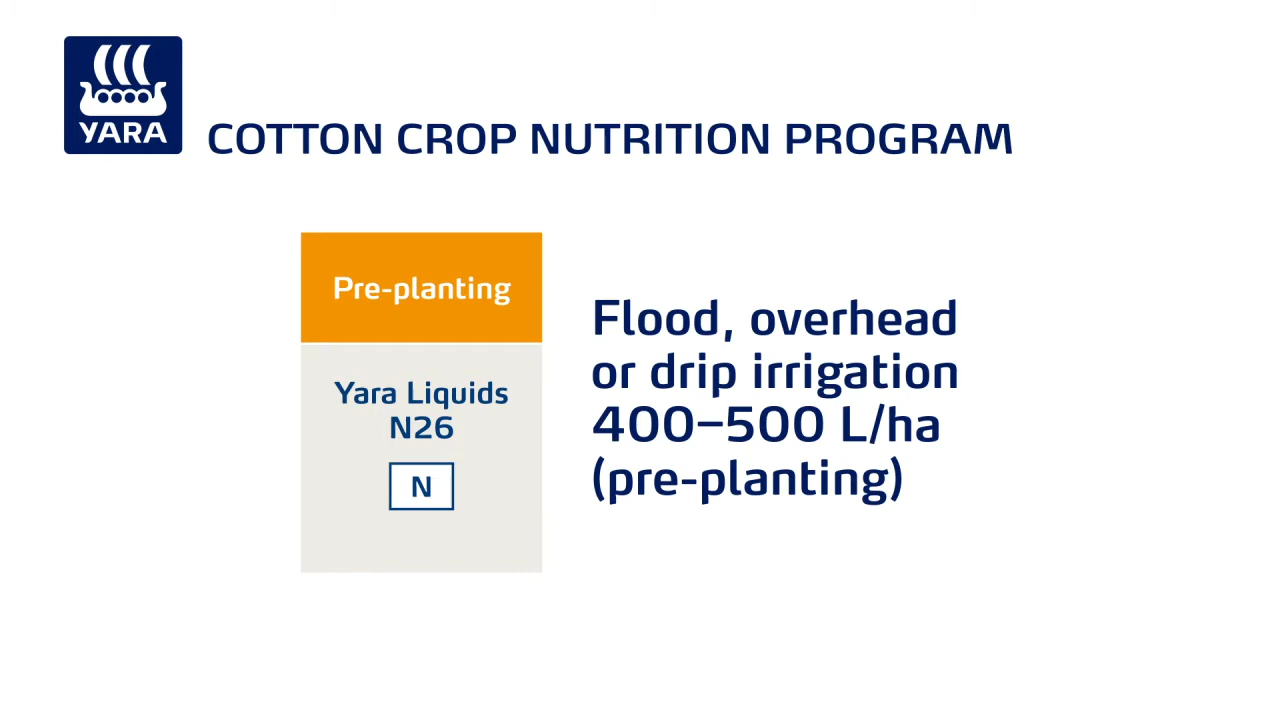 YARA
COTTON CROP NUTRITION PROGRAM
Pre-planting
Yara Liquids
N26
N
Flood, overhead
or drip irrigation
400–500 L/ha
(pre-planting)